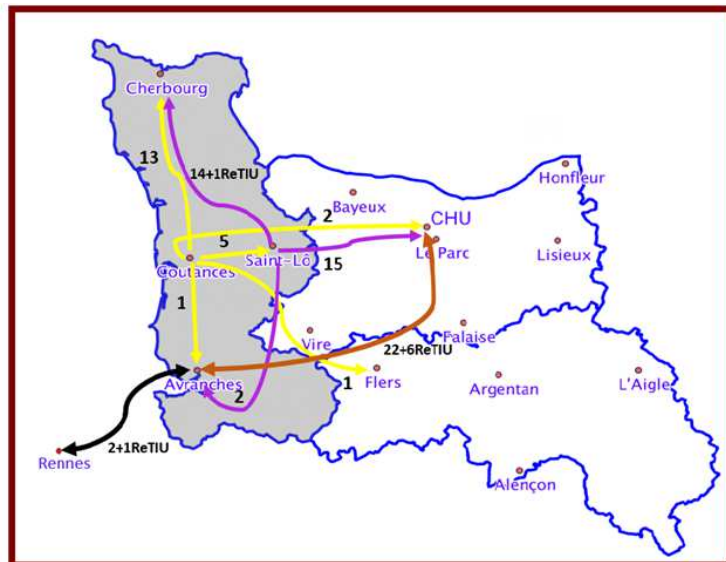 Cherbourg
13
14+1ReTIU
Honfleur
Bayeux
2
CHU
5
Saint-Lô
Le Parc
Lisieux
Coutances
15
1
Vire
Falaise
22+6ReTIU
Avranches
2
1
Flers
Argentan
L'Aigle
2+1ReTIU
Rennes
Alençon